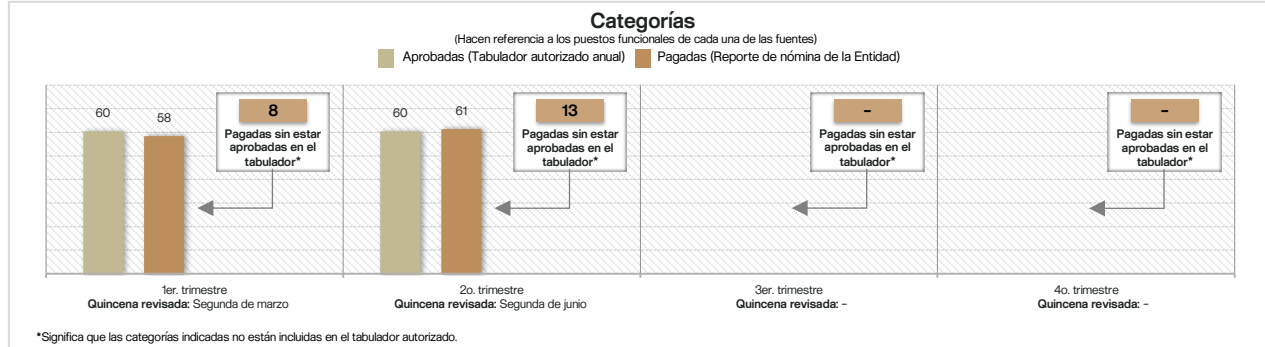 Categorías
(Hacen referencia a los puestos funcionales de cada una de las fuentes)
Aprobadas (Tabulador autorizado anual) Pagadas (Reporte de nómina de la Entidad)
60
58
8
Pagadas sin estar
aprobadas en el
tabulador*
60
61
13
Pagadas sin estar
aprobadas en el
tabulador*
–
Pagadas sin estar
aprobadas en el
tabulador*
–
Pagadas sin estar
aprobadas en el
tabulador*
1er. trimestre
Quincena revisada: Segunda de marzo
2o. trimestre
Quincena revisada: Segunda de junio
3er. trimestre
Quincena revisada: –
4o. trimestre
Quincena revisada: –
*Significa que las categorías indicadas no están incluidas en el tabulador autorizado.